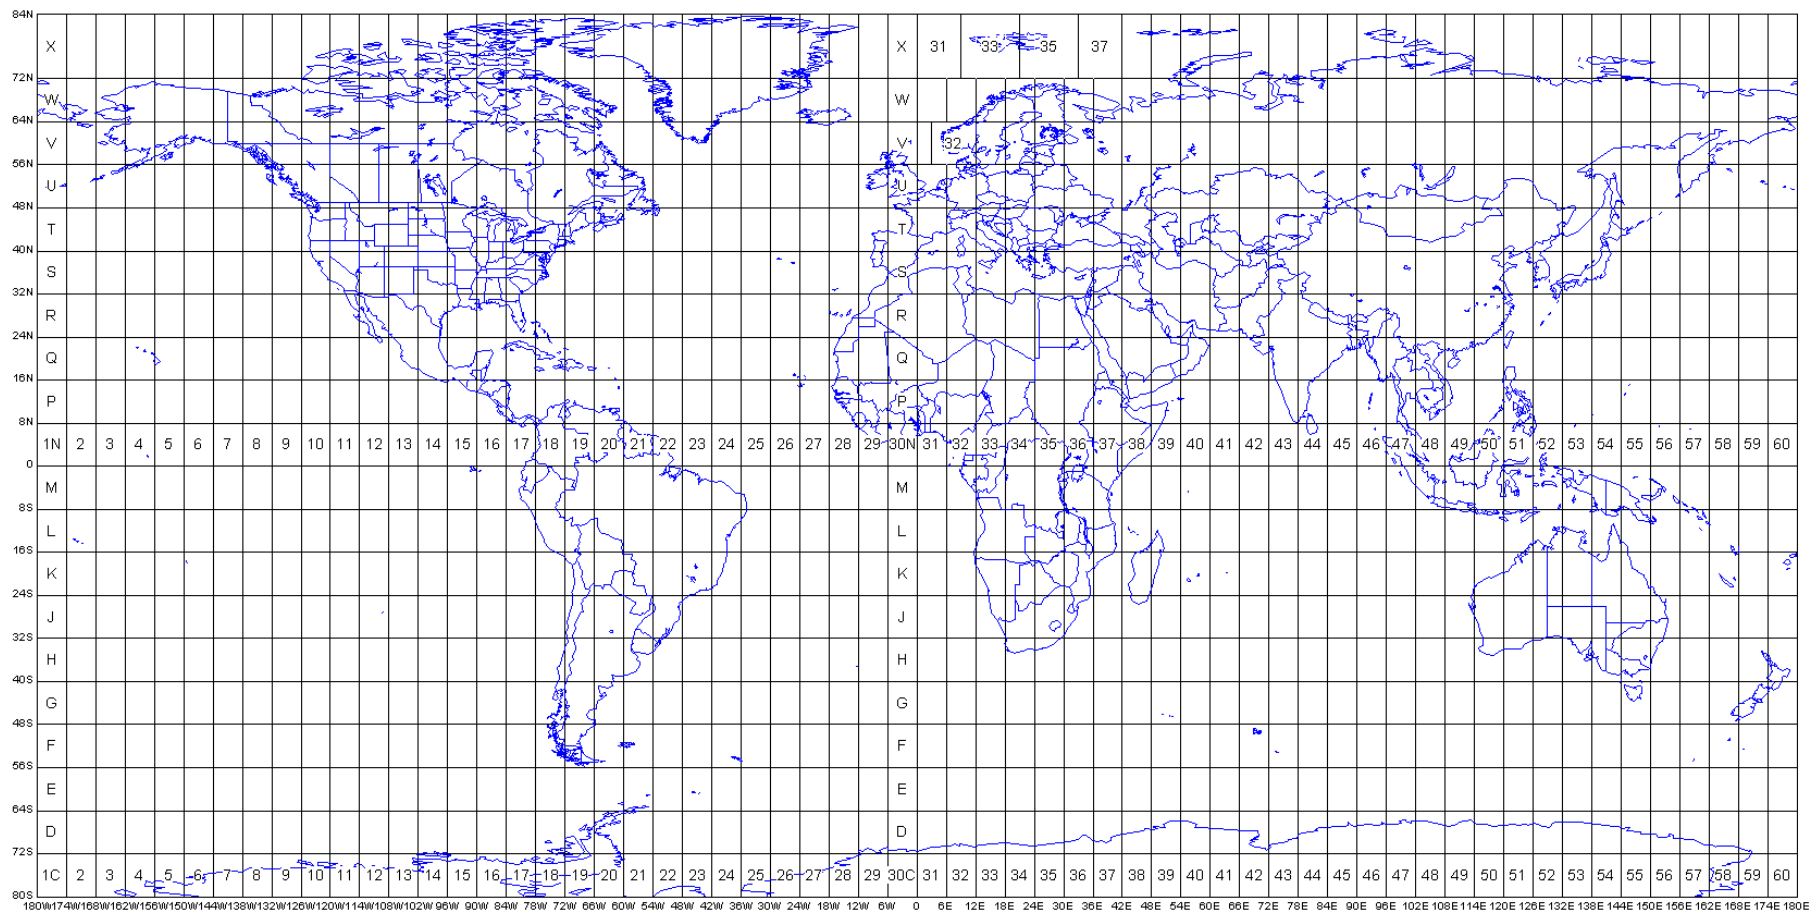 84N
X X 31 33 35 37
72N
W W
64N
V V 32
56N
U U
48N
T T
40N
S S
32N
R R
24N
Q Q
16N
P P
8N
1N 2 3 4 5 6 7 8 9 10 11 12 13 14 15 16 17 18 19 20 21 22 23 24 25 26 27 28 29 30N 31 32 33 34 35 36 37 38 39 40 41 42 43 44 45 46 47 48 49 50 51 52 53 54 55 56 57 58 59 60
0
M M
8S
L L
16S
K K
24S
J J
32S
H H
40S
G G
48S
F F
56S
E E
64S
D D
72S
1C 2 3 4 5 6 7 8 9 10 11 12 13 14 15 16 17 18 19 20 21 22 23 24 25 26 27 28 29 30C 31 32 33 34 35 36 37 38 39 40 41 42 43 44 45 46 47 48 49 50 51 52 53 54 55 56 57 58 59 60
80S
180W 174W 168W 162W 156W 150W 144W 138W 132W 126W 120W 114W 108W 102W 96W 90W 84W 78W 72W 66W 60W 54W 48W 42W 36W 30W 24W 18W 12W 6W 0 6E 12E 18E 24E 30E 36E 42E 48E 54E 60E 66E 72E 78E 84E 90E 96E 102E 108E 114E 120E 126E 132E 138E 144E 150E 156E 162E 168E 174E 180E